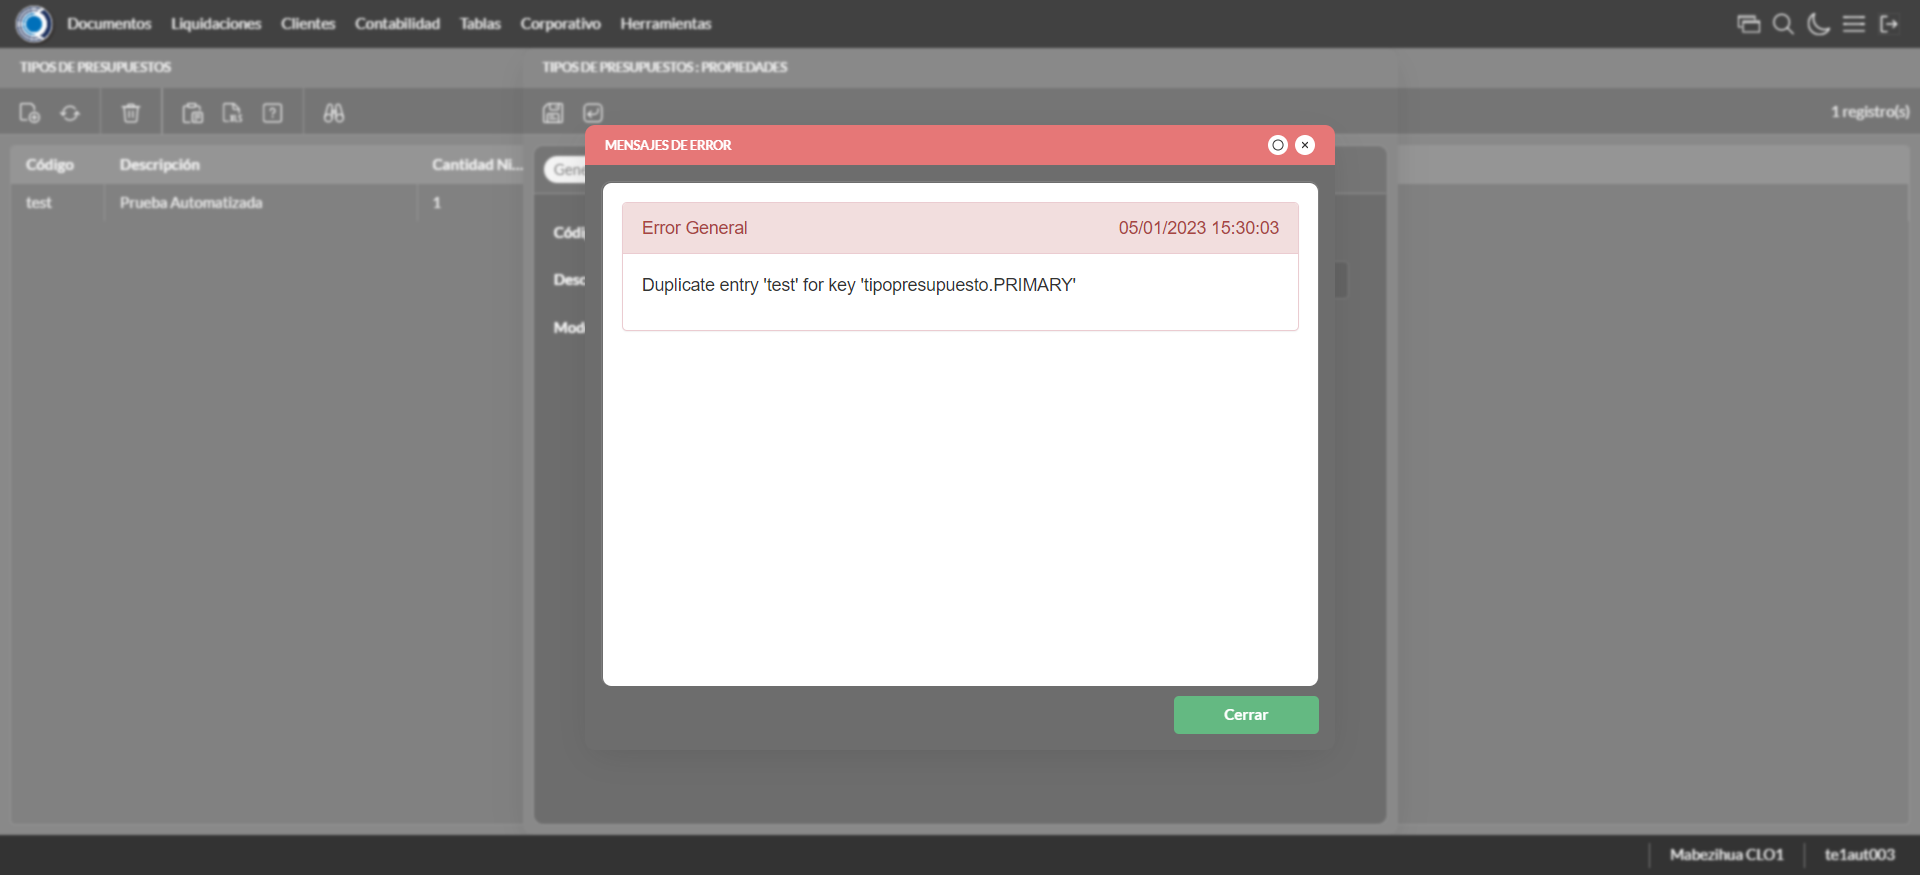 Documentos Liquidaciones Clientes Contabilidad Tablas Corporativo Herramientas
TIPOS DE PRESUPUESTOS
TIPOS DE PRESUPUESTOS : PROPIEDADES
1 registro(s)
MENSAJES DE ERROR
Código Descripción Cantidad Ni...
test Prueba Automatizada 1
Gene
Códi
Desc
Mod
Error General 05/01/2023 15:30:03
Duplicate entry 'test' for key 'tipopresupuesto.PRIMARY'
Cerrar
Mabezihua CLO1 te1aut003